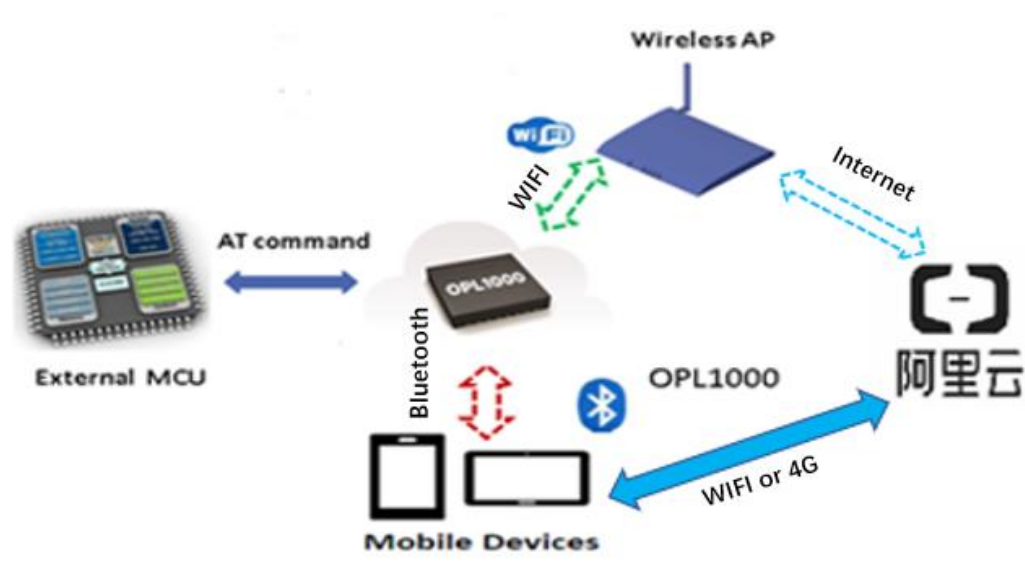 Wireless AP
WiFi
WIFI
Internet
AT command
OPL1000
External MCU
Bluetooth
OPL1000
阿里云
WIFI or 4G
Mobile Devices